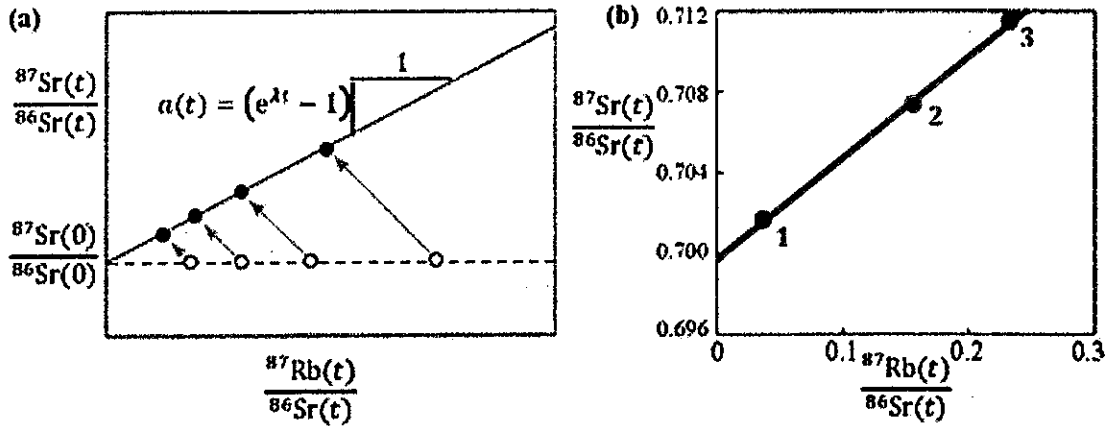 (a)
⁸⁷Sr(t)
⁸⁶Sr(t)
1
a(t) = (e^λt − 1)
⁸⁷Sr(0)
⁸⁶Sr(0)
⁸⁷Rb(t)
⁸⁶Sr(t)
(b)
0.712
0.708
⁸⁷Sr(t)
⁸⁶Sr(t)
0.704
0.700
0.696
3
2
1
0
0.1
0.2
0.3
⁸⁷Rb(t)
⁸⁶Sr(t)